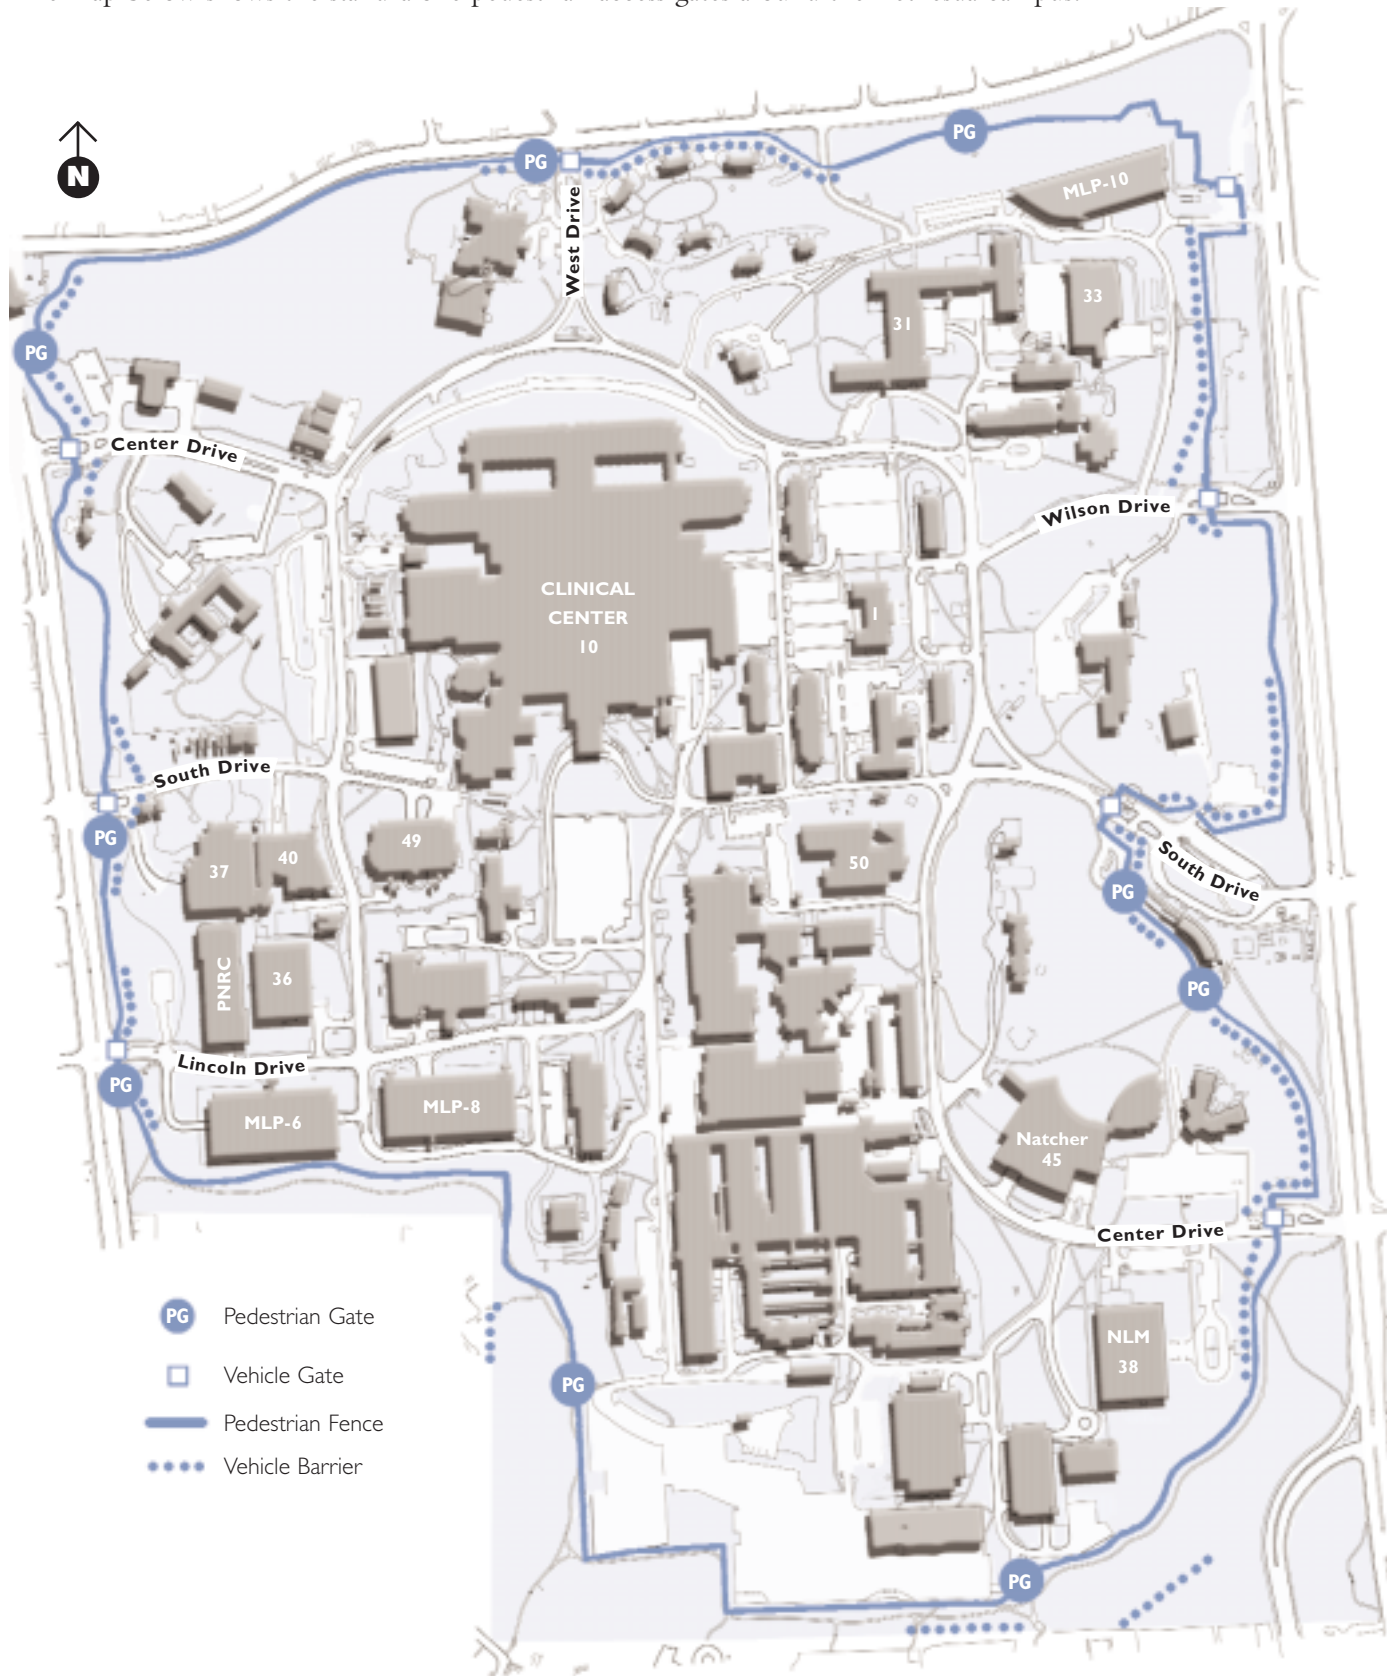 PG
PG
N
MLP-10
West Drive
33
31
PG
Center Drive
Wilson Drive
CLINICAL
CENTER
10
1
South Drive
PG
49
40
37
50
South Drive
PG
PNRC
36
PG
Lincoln Drive
PG
MLP-8
MLP-6
Natcher
45
Center Drive
PG Pedestrian Gate
NLM
38
Vehicle Gate
PG
Pedestrian Fence
Vehicle Barrier
PG